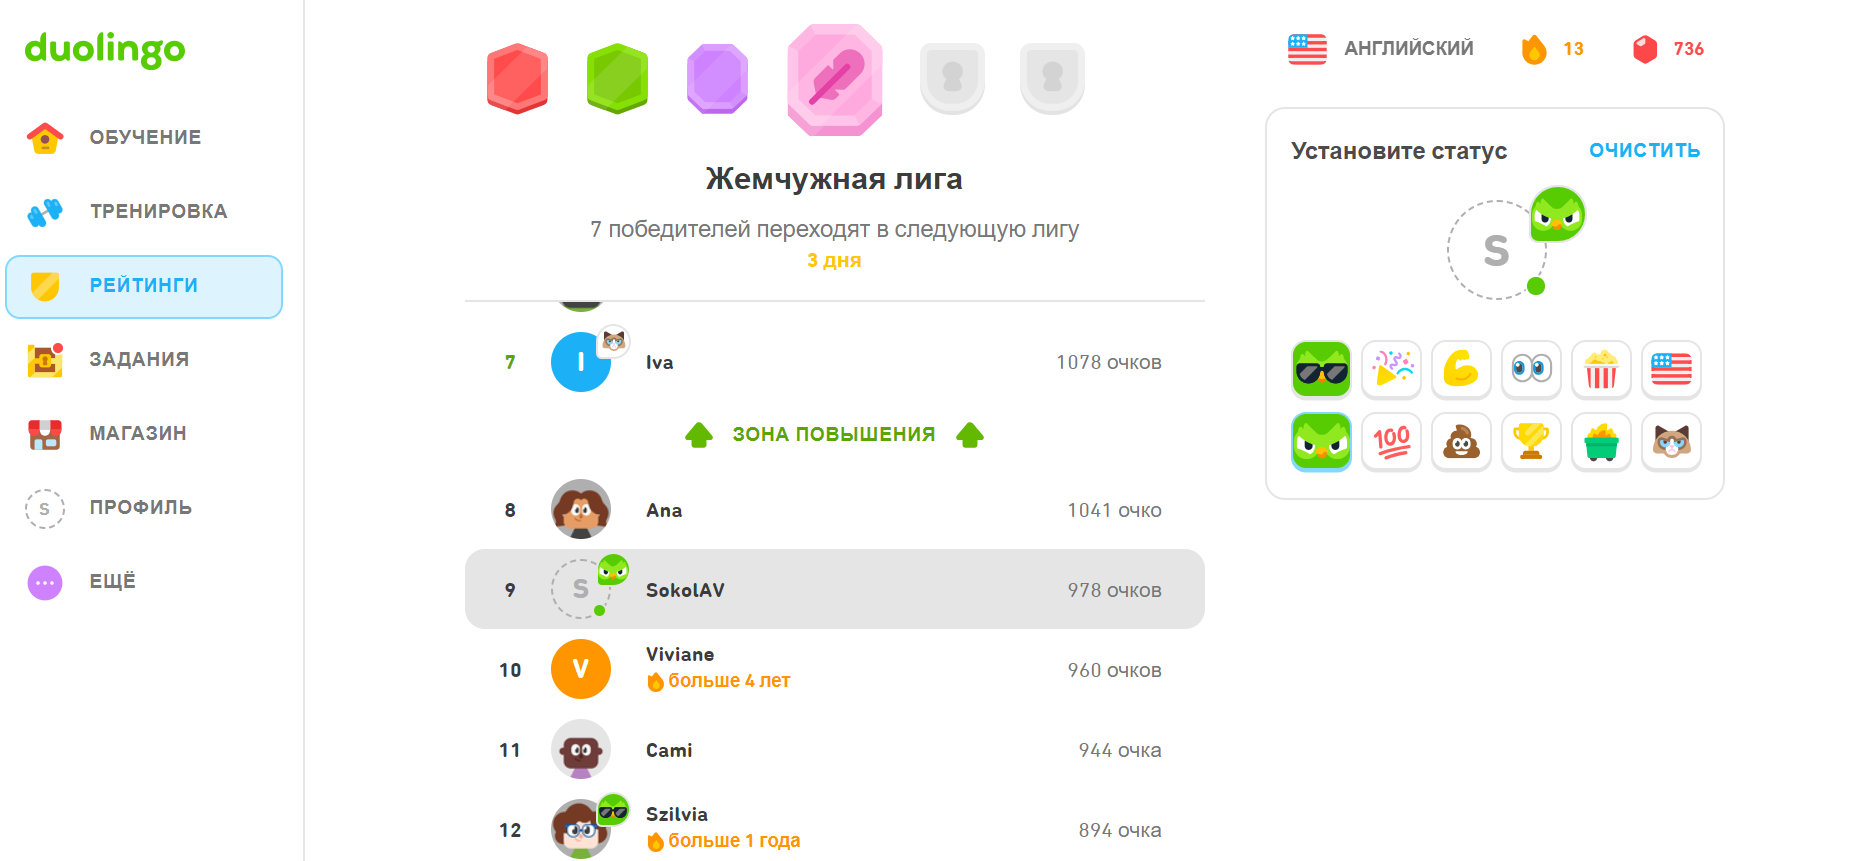 duolingo
ОБУЧЕНИЕ
ТРЕНИРОВКА
РЕЙТИНГИ
ЗАДАНИЯ
МАГАЗИН
S ПРОФИЛЬ
ЕЩЁ
Жемчужная лига
7 победителей переходят в следующую лигу
3 дня
7 I Iva 1078 очков
ЗОНА ПОВЫШЕНИЯ
8 Ana 1041 очко
9 S SokolAV 978 очков
10 V Viviane 960 очков
больше 4 лет
11 Cami 944 очка
12 Szilvia 894 очка
больше 1 года
АНГЛИЙСКИЙ 13 736
Установите статус ОЧИСТИТЬ
S
100